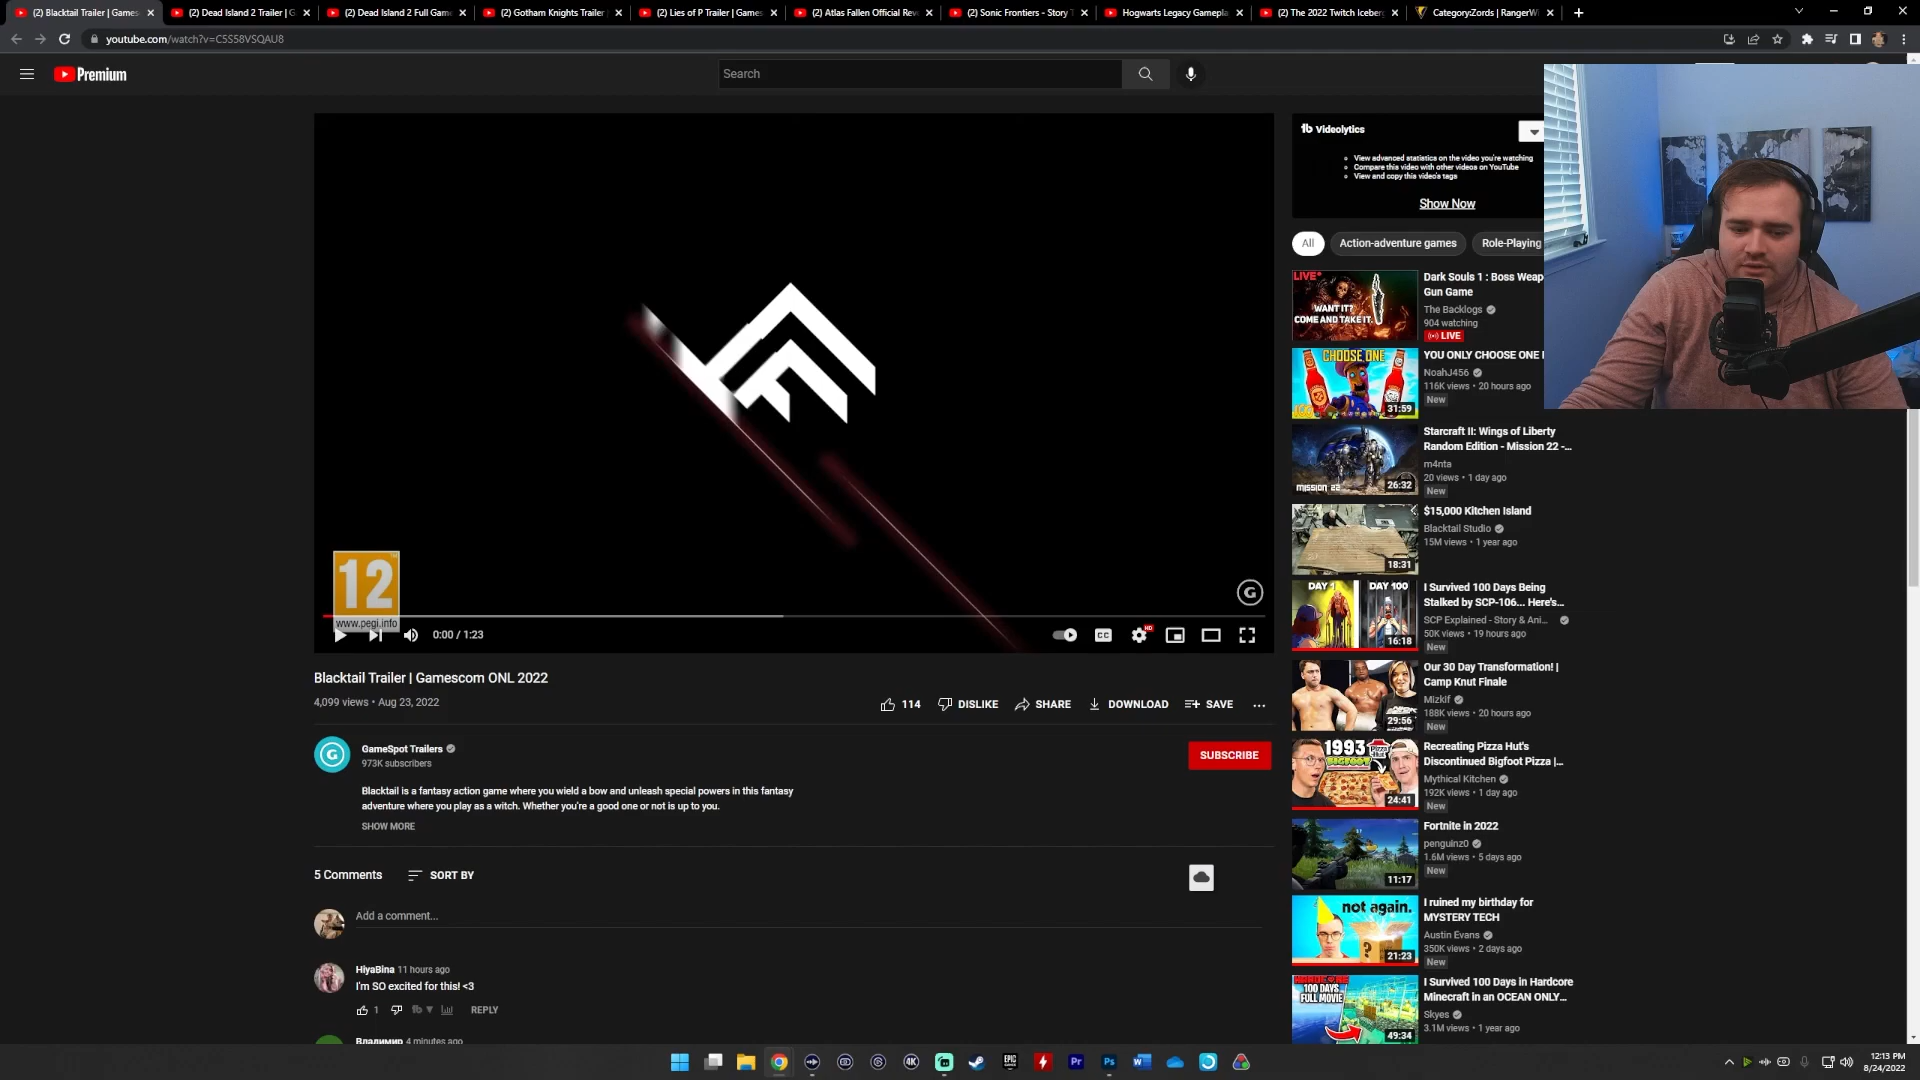 (2) Blacktail Trailer | Games
(2) Dead Island 2 Trailer | G
(2) Dead Island 2 Full Game
(2) Gotham Knights Trailer
(2) Lies of P Trailer | Games
(2) Atlas Fallen Official Rev
(2) Sonic Frontiers - Story T
Hogwarts Legacy Gamepla
(2) The 2022 Twitch Iceberg
Category:Zords | RangerWi
youtube.com/watch?v=C5S58VSQAU8
Premium
Search
Videolytics
View advanced statistics on the video you're watching
Compare this video with other videos on YouTube
View and copy this video's tags
Show Now
All
Action-adventure games
Role-Playing
12
www.pegi.info
0:00 / 1:23
CC
HD
G
Blacktail Trailer | Gamescom ONL 2022
4,099 views • Aug 23, 2022
114
DISLIKE
SHARE
DOWNLOAD
SAVE
GameSpot Trailers
973K subscribers
SUBSCRIBE
Blacktail is a fantasy action game where you wield a bow and unleash special powers in this fantasy
adventure where you play as a witch. Whether you're a good one or not is up to you.
SHOW MORE
5 Comments
SORT BY
Add a comment...
HiyaBina 11 hours ago
I'm SO excited for this! <3
1
REPLY
Владимир 4 minutes ago
LIVE
WANT IT?
COME AND TAKE IT.
Dark Souls 1 : Boss Weap
Gun Game
The Backlogs
904 watching
LIVE
CHOOSE ONE
31:59
YOU ONLY CHOOSE ONE
NoahJ456
116K views • 20 hours ago
New
MISSION 22
26:32
Starcraft II: Wings of Liberty
Random Edition - Mission 22 -...
m4nta
20 views • 1 day ago
New
18:31
$15,000 Kitchen Island
Blacktail Studio
15M views • 1 year ago
DAY 1
DAY 100
16:18
I Survived 100 Days Being
Stalked by SCP-106... Here's...
SCP Explained - Story & Ani...
50K views • 19 hours ago
New
29:56
Our 30 Day Transformation! |
Camp Knut Finale
Mizkif
188K views • 20 hours ago
New
1993
BIGFOOT
Pizza Hut
24:41
Recreating Pizza Hut's
Discontinued Bigfoot Pizza |...
Mythical Kitchen
192K views • 1 day ago
New
11:17
Fortnite in 2022
penguinz0
1.6M views • 5 days ago
New
not again.
21:23
I ruined my birthday for
MYSTERY TECH
Austin Evans
350K views • 2 days ago
New
HARDCORE
100 DAYS
FULL MOVIE
49:34
I Survived 100 Days in Hardcore
Minecraft in an OCEAN ONLY...
Skyes
3.1M views • 1 year ago
4K
EPIC
GAMES
Pr
Ps
W
12:13 PM
8/24/2022